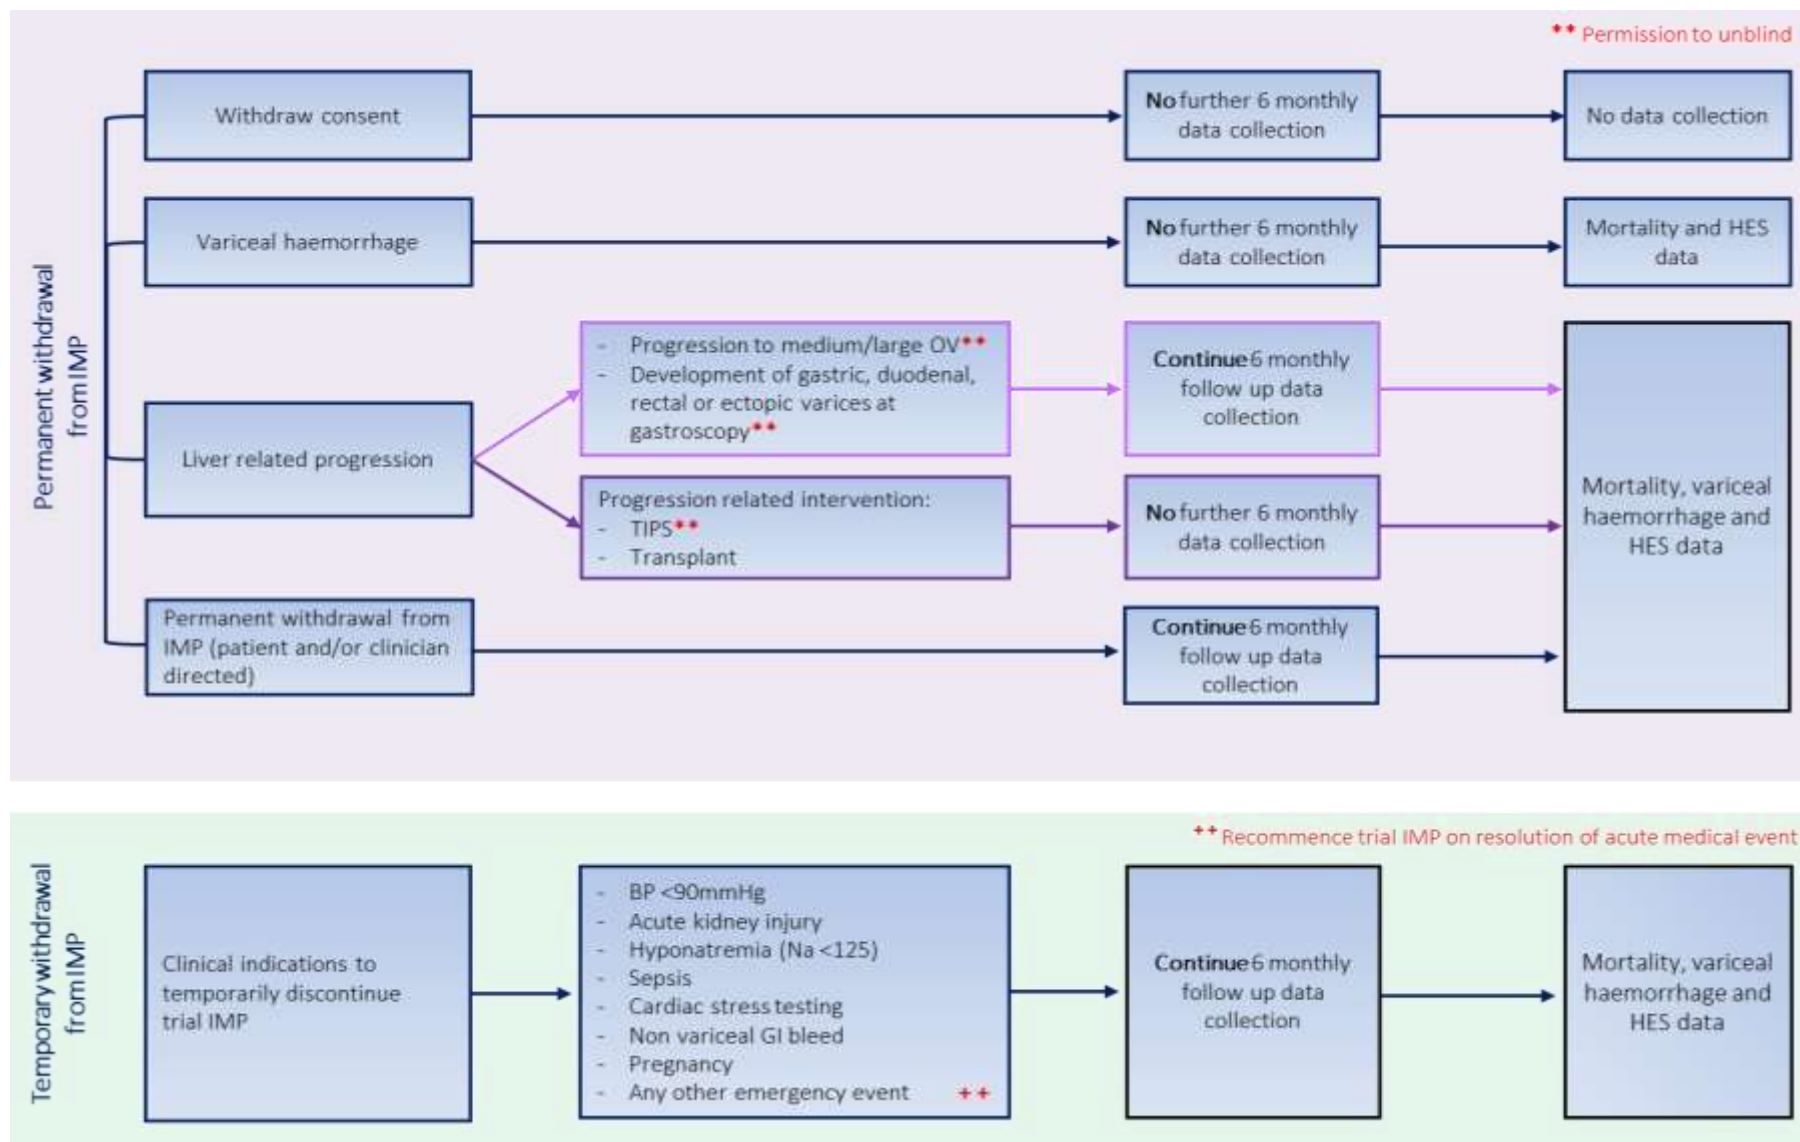 ** Permission to unblind
Permanent withdrawal
from IMP
Withdraw consent
No further 6 monthly
data collection
No data collection
Variceal haemorrhage
No further 6 monthly
data collection
Mortality and HES
data
Liver related progression
- Progression to medium/large OV**
- Development of gastric, duodenal,
rectal or ectopic varices at
gastroscopy**
Continue 6 monthly
follow up data
collection
Progression related intervention:
- TIPS**
- Transplant
No further 6 monthly
data collection
Mortality, variceal
haemorrhage and
HES data
Permanent withdrawal from
IMP (patient and/or clinician
directed)
Continue 6 monthly
follow up data
collection
++ Recommence trial IMP on resolution of acute medical event
Temporary withdrawal
from IMP
Clinical indications to
temporarily discontinue
trial IMP
- BP <90mmHg
- Acute kidney injury
- Hyponatremia (Na <125)
- Sepsis
- Cardiac stress testing
- Non variceal GI bleed
- Pregnancy
- Any other emergency event ++
Continue 6 monthly
follow up data
collection
Mortality, variceal
haemorrhage and
HES data